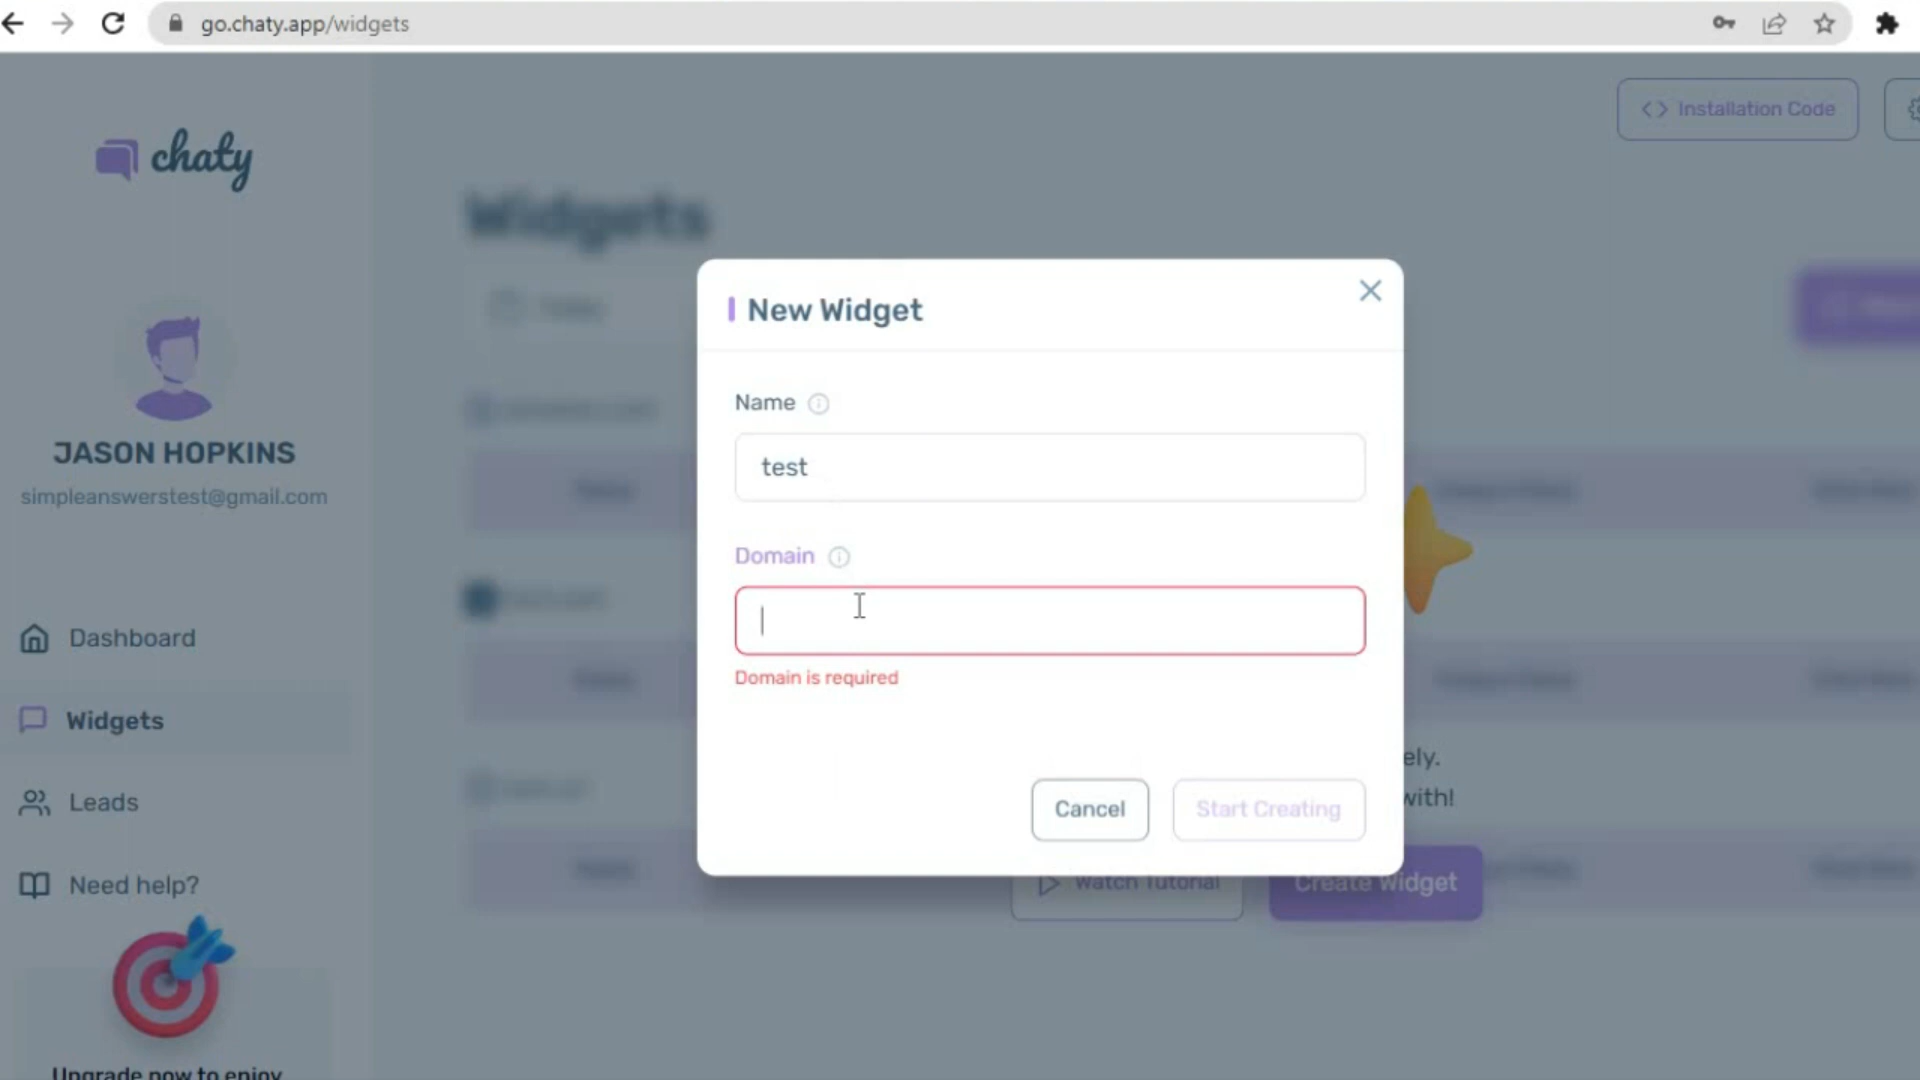 go.chaty.app/widgets
Installation Code
chaty
Widgets
New Widget
Name
test
JASON HOPKINS
simpleanswerstest@gmail.com
Domain
Domain is required
Dashboard
Widgets
Leads
Need help?
ely.
with!
Cancel
Start Creating
Watch Tutorial
Create Widget
Upgrade now to enjoy